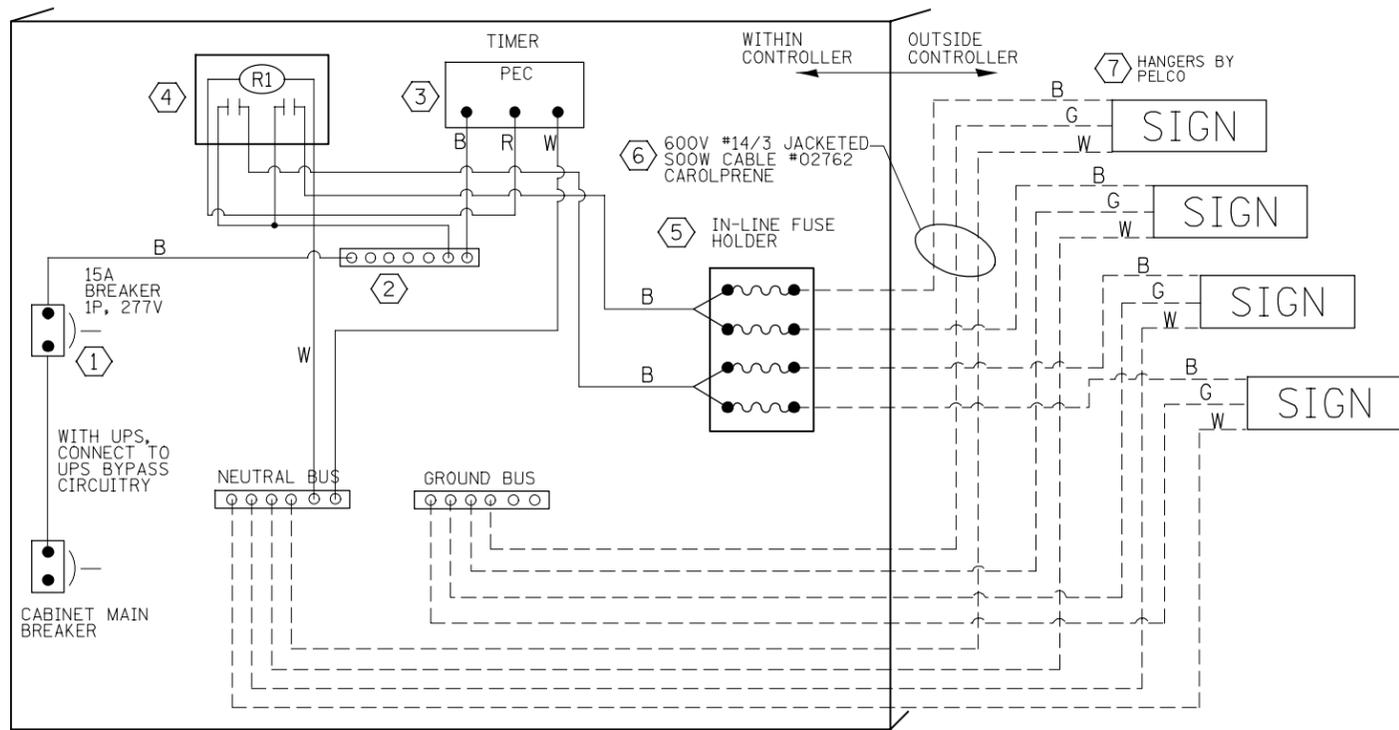 TIMER
PEC
R1
4
3
B
R
W
WITHIN
CONTROLLER
OUTSIDE
CONTROLLER
7
HANGERS BY
PELCO
B
G
W
SIGN
6
600V #14/3 JACKETED
SOOW CABLE #02762
CAROLPRENE
B
G
W
SIGN
5
IN-LINE FUSE
HOLDER
B
2
15A
BREAKER
1P, 277V
1
B
B
W
B
G
W
SIGN
B
G
W
SIGN
WITH UPS,
CONNECT TO
UPS BYPASS
CIRCUITRY
NEUTRAL BUS
GROUND BUS
CABINET MAIN
BREAKER